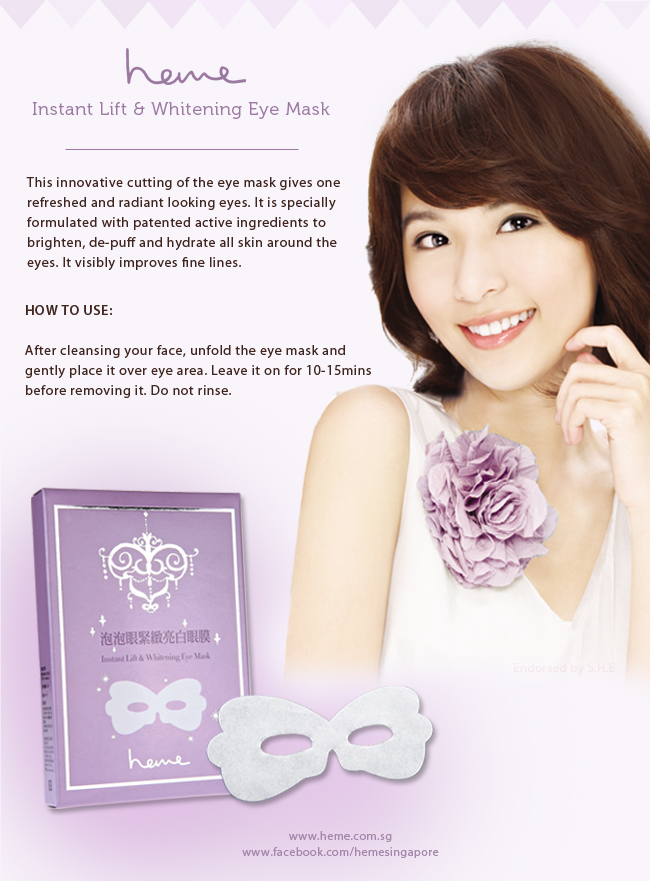 heme
Instant Lift & Whitening Eye Mask
This innovative cutting of the eye mask gives one
refreshed and radiant looking eyes. It is specially
formulated with patented active ingredients to
brighten, de-puff and hydrate all skin around the
eyes. It visibly improves fine lines.
HOW TO USE:
After cleansing your face, unfold the eye mask and
gently place it over eye area. Leave it on for 10-15mins
before removing it. Do not rinse.
Endorsed by S.H.E
泡泡眼緊緻亮白眼膜
Instant Lift & Whitening Eye Mask
heme
www.heme.com.sg
www.facebook.com/hemesingapore